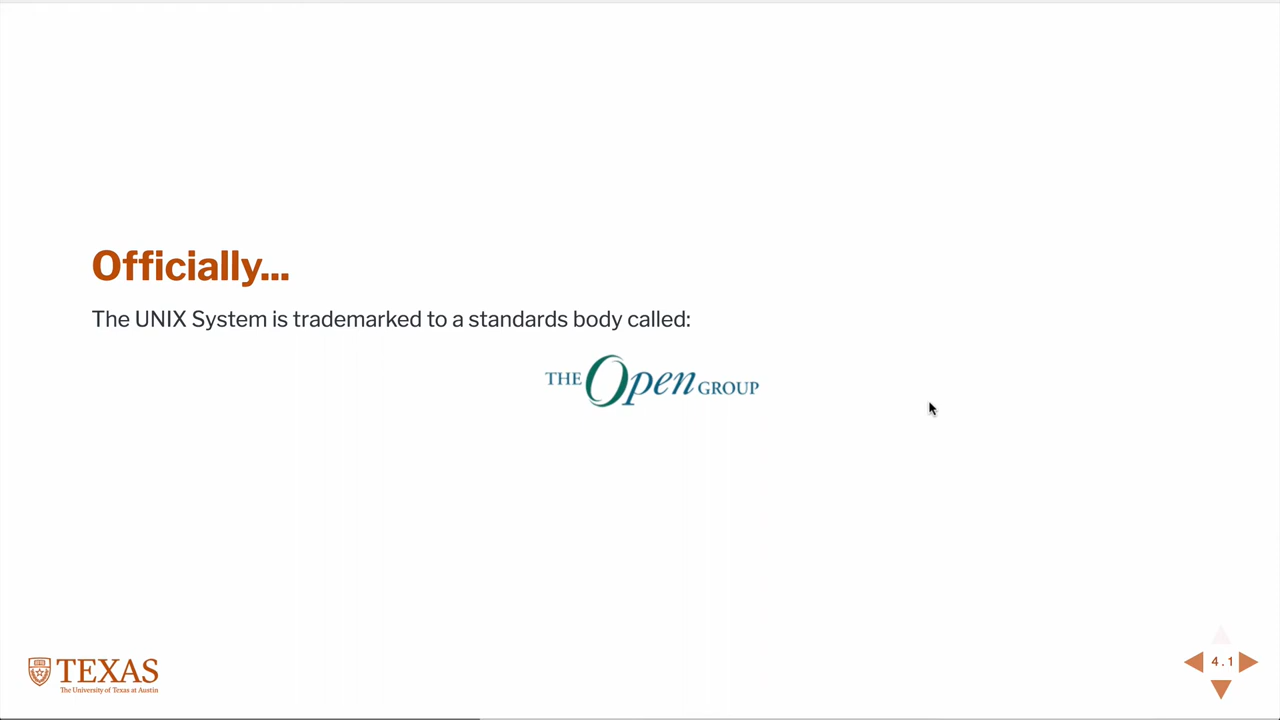 Officially...
The UNIX System is trademarked to a standards body called:
THE Open GROUP
TEXAS
The University of Texas at Austin
4.1